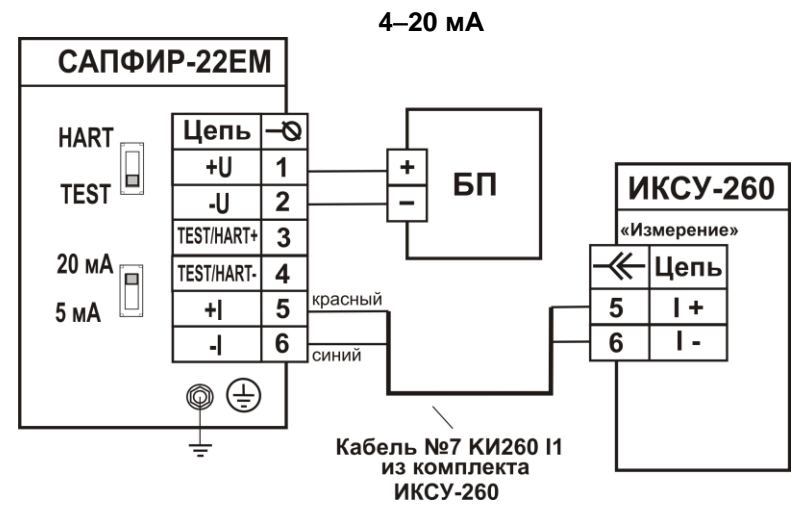 4–20 мА
САПФИР-22ЕМ
HART
TEST
20 мА
5 мА
Цепь
+U 1
-U 2
TEST/HART+ 3
TEST/HART- 4
+I 5
-I 6
+
−
БП
красный
синий
ИКСУ-260
«Измерение»
Цепь
5 I +
6 I -
Кабель №7 КИ260 I1
из комплекта
ИКСУ-260